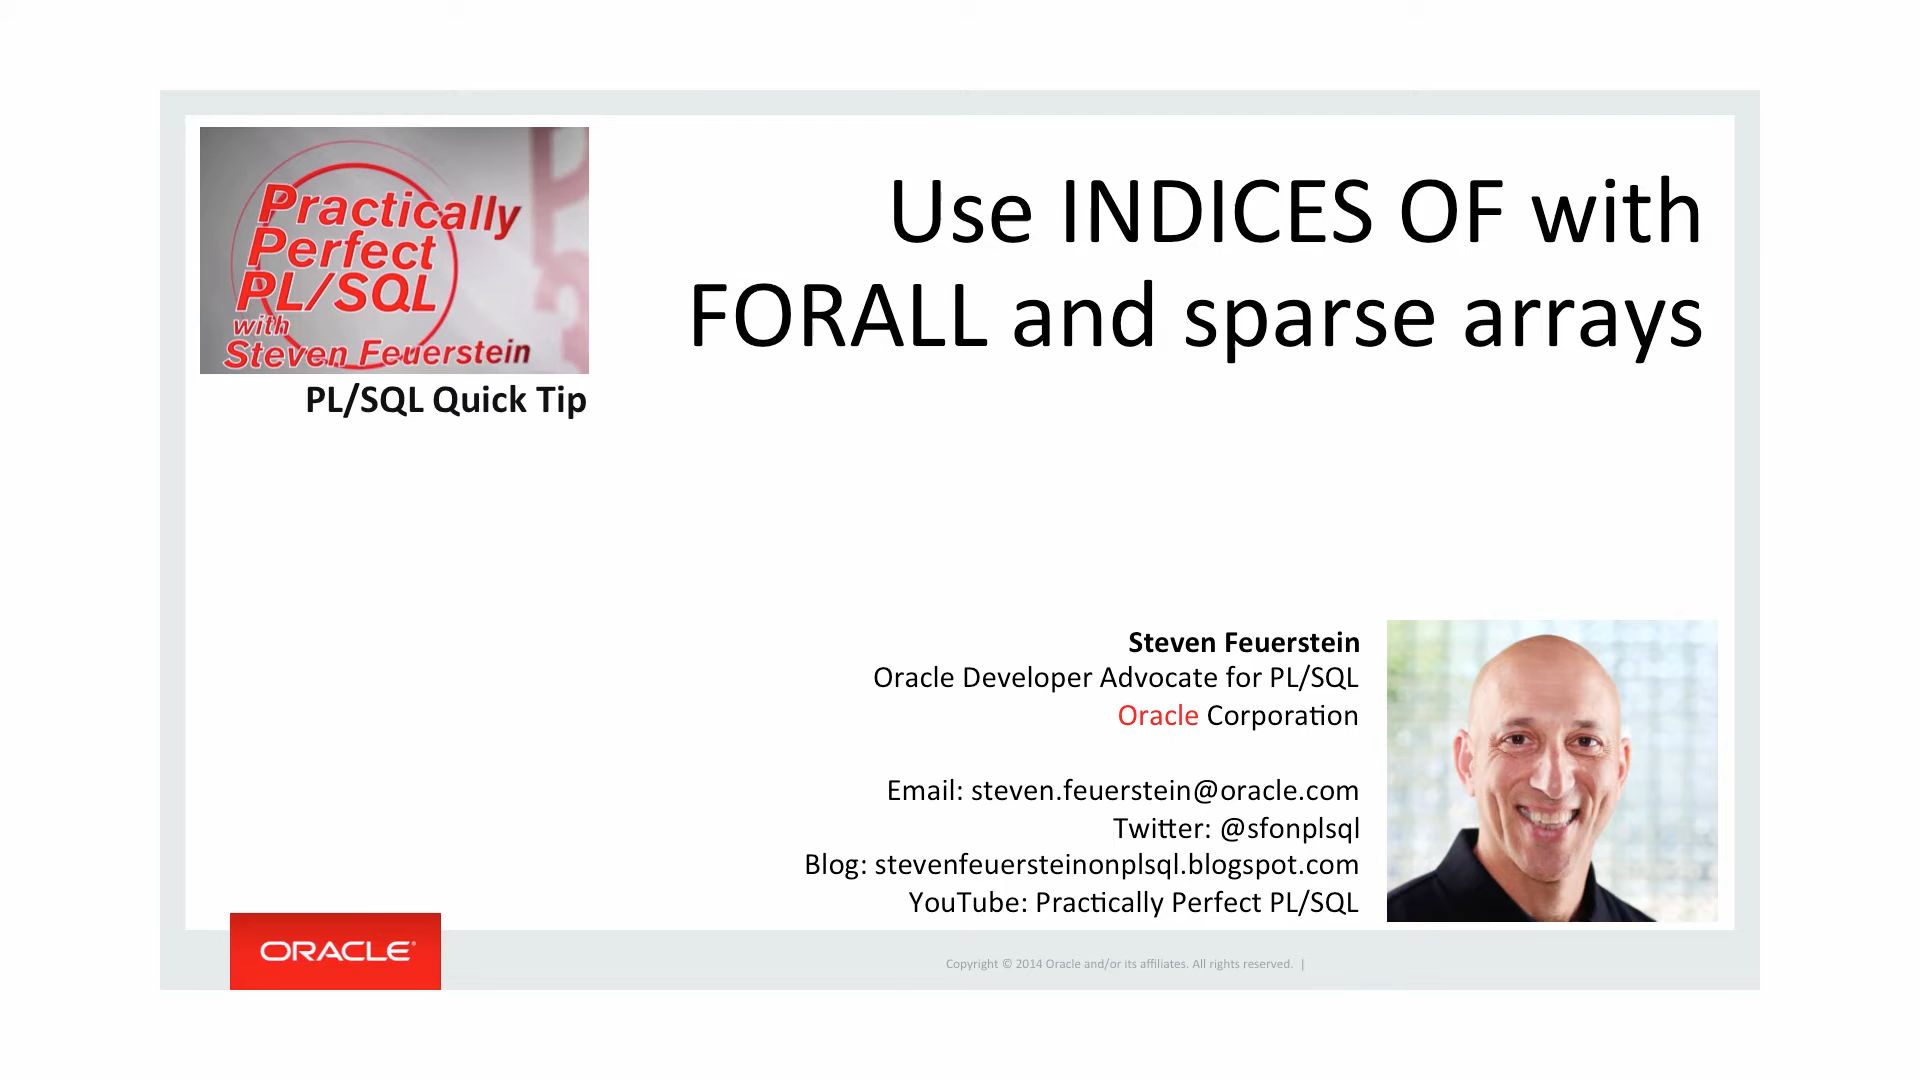 Practically
Perfect
PL/SQL
with
Steven Feuerstein
PL/SQL Quick Tip
Use INDICES OF with
FORALL and sparse arrays
Steven Feuerstein
Oracle Developer Advocate for PL/SQL
Oracle Corporation
Email: steven.feuerstein@oracle.com
Twitter: @sfonplsql
Blog: stevenfeuersteinonplsql.blogspot.com
YouTube: Practically Perfect PL/SQL
ORACLE®
Copyright © 2014 Oracle and/or its affiliates. All rights reserved. |